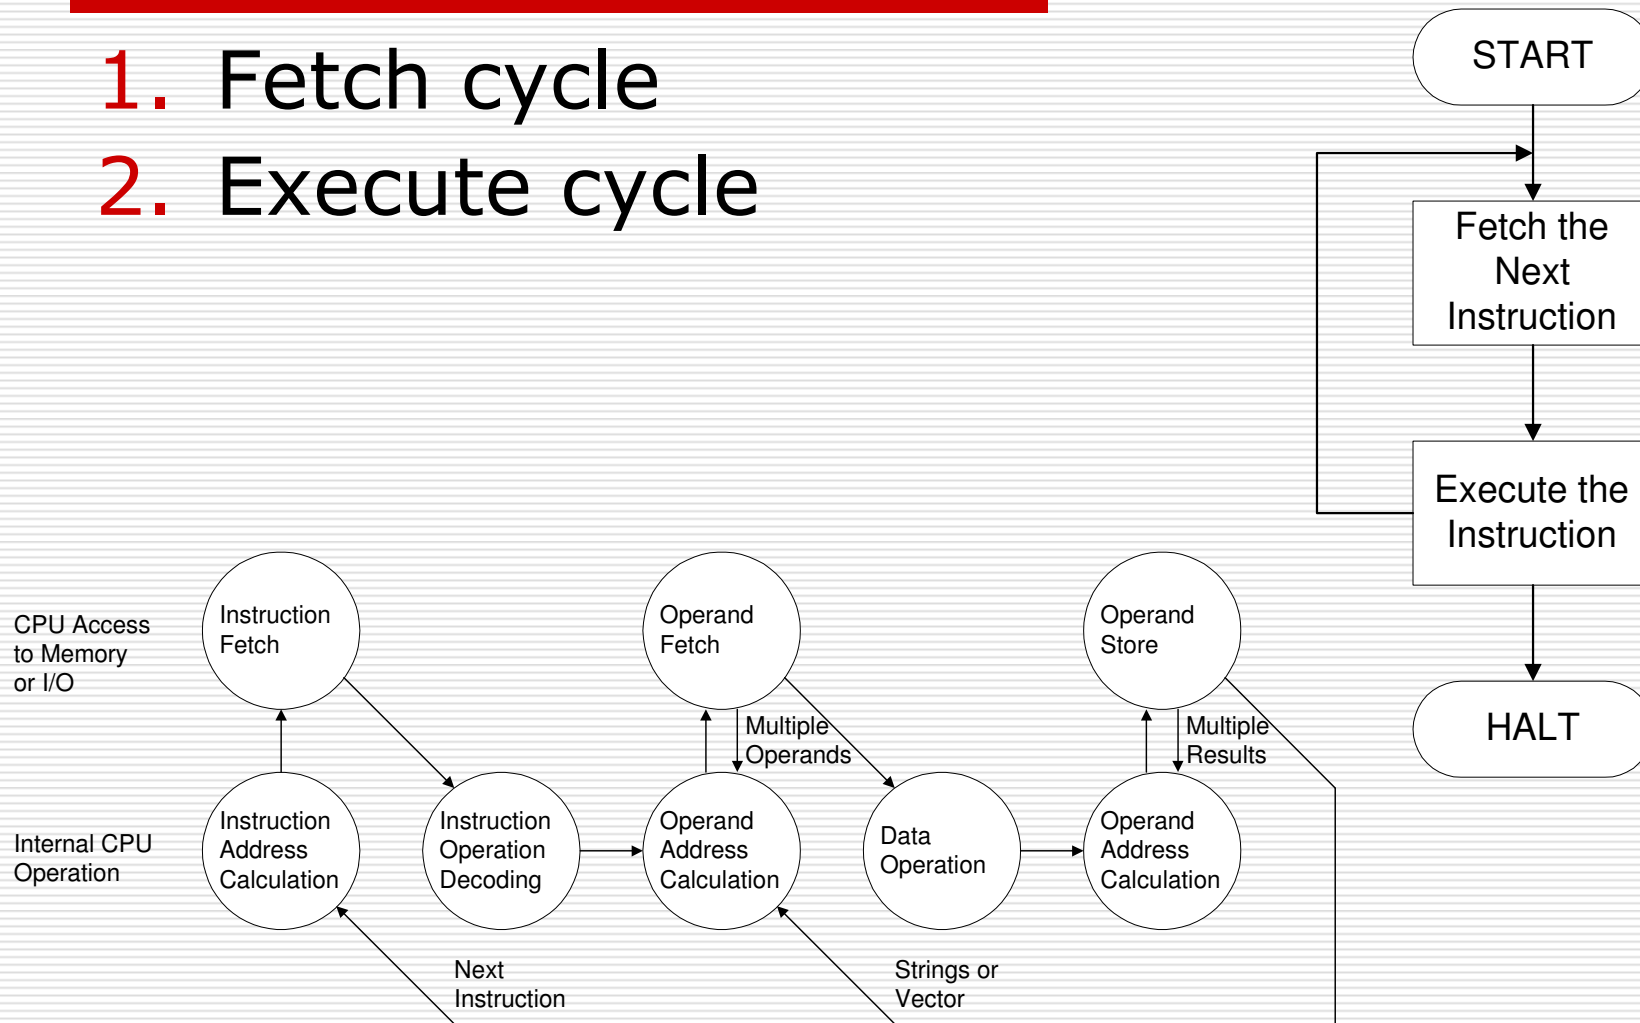 1. Fetch cycle
2. Execute cycle
START
Fetch the
Next
Instruction
Execute the
Instruction
HALT
CPU Access
to Memory
or I/O
Instruction
Fetch
Operand
Fetch
Operand
Store
Multiple
Operands
Multiple
Results
Internal CPU
Operation
Instruction
Address
Calculation
Instruction
Operation
Decoding
Operand
Address
Calculation
Data
Operation
Operand
Address
Calculation
Next
Instruction
Strings or
Vector